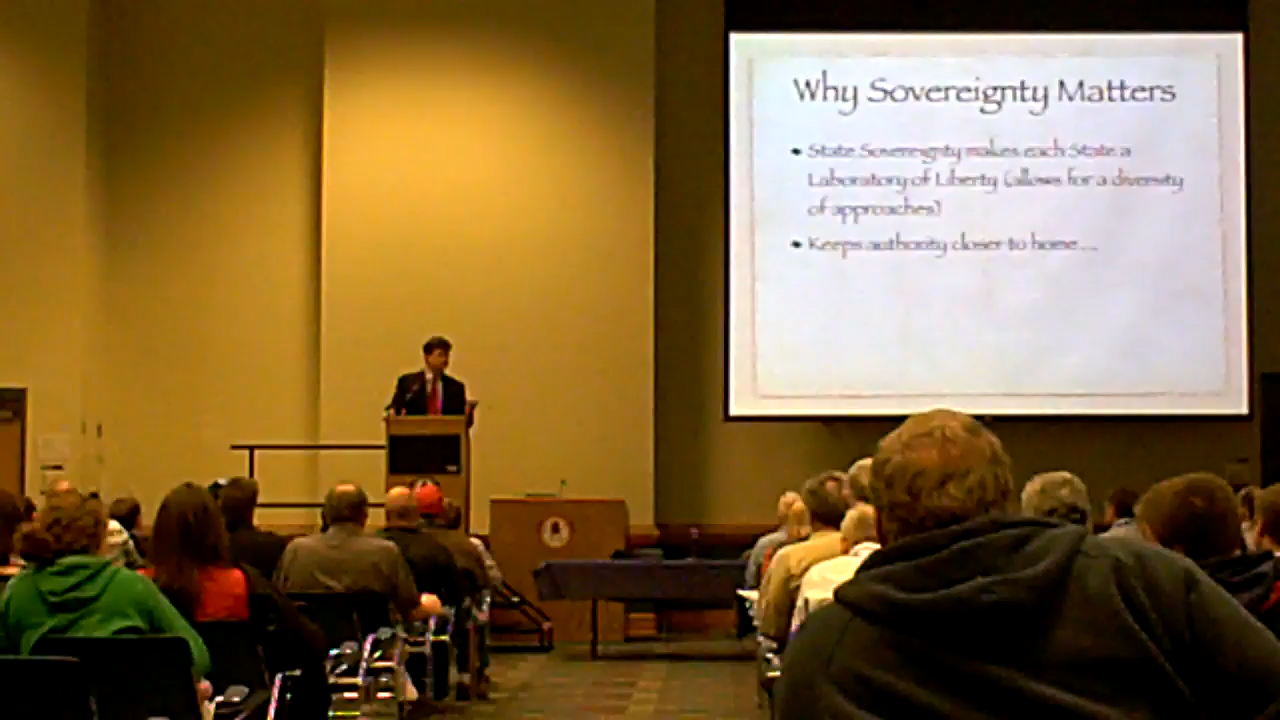 Why Sovereignty Matters
• State Sovereignty makes each State a
Laboratory of Liberty (allows for a diversity
of approaches)
• Keeps authority closer to home....